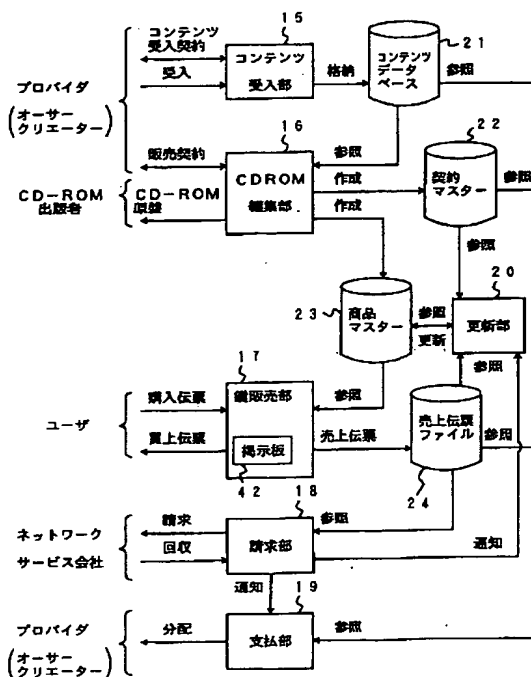 コンテンツ
受入契約
受入
１５
コンテンツ
受入部
格納
コンテンツ
データ
ベース
２１
参照
プロバイダ
（オーサー
クリエーター）
販売契約
１６
CDROM
編集部
参照
作成
作成
２２
契約
マスター
参照
CD-ROM
出版者
CD-ROM
原盤
参照
２０
更新部
２３
商品
マスター
参照
更新
参照
１７
鍵販売部
掲示板
４２
参照
ユーザ
購入伝票
買上伝票
売上伝票
売上伝票
ファイル
２４
参照
ネットワーク
サービス会社
請求
回収
１８
請求部
参照
通知
通知
１９
支払部
プロバイダ
（オーサー
クリエーター）
分配
参照